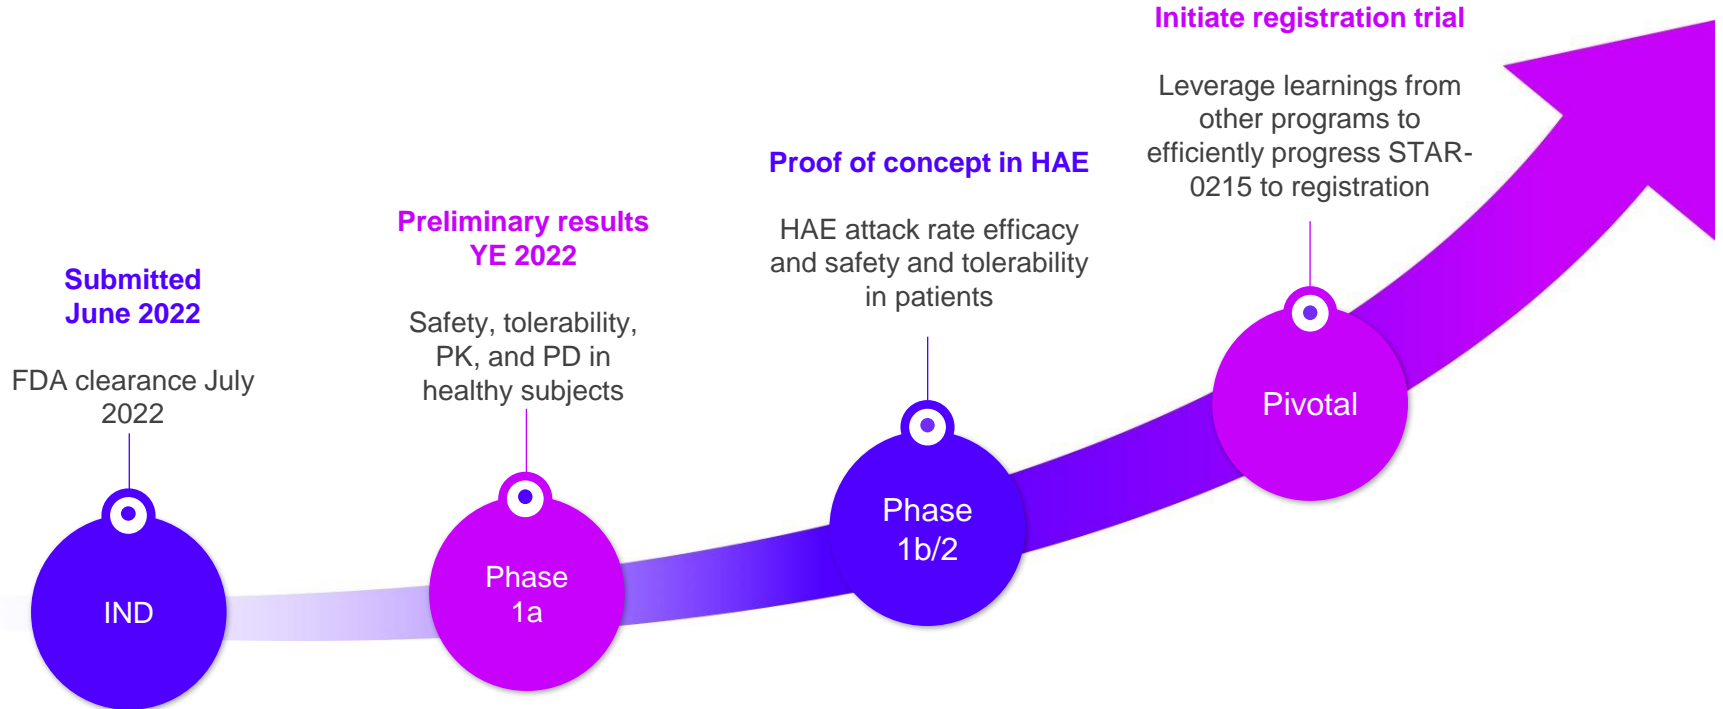 Submitted
June 2022
FDA clearance July
2022
IND
Preliminary results
YE 2022
Safety, tolerability,
PK, and PD in
healthy subjects
Phase
1a
Proof of concept in HAE
HAE attack rate efficacy
and safety and tolerability
in patients
Phase
1b/2
Initiate registration trial
Leverage learnings from
other programs to
efficiently progress STAR-
0215 to registration
Pivotal